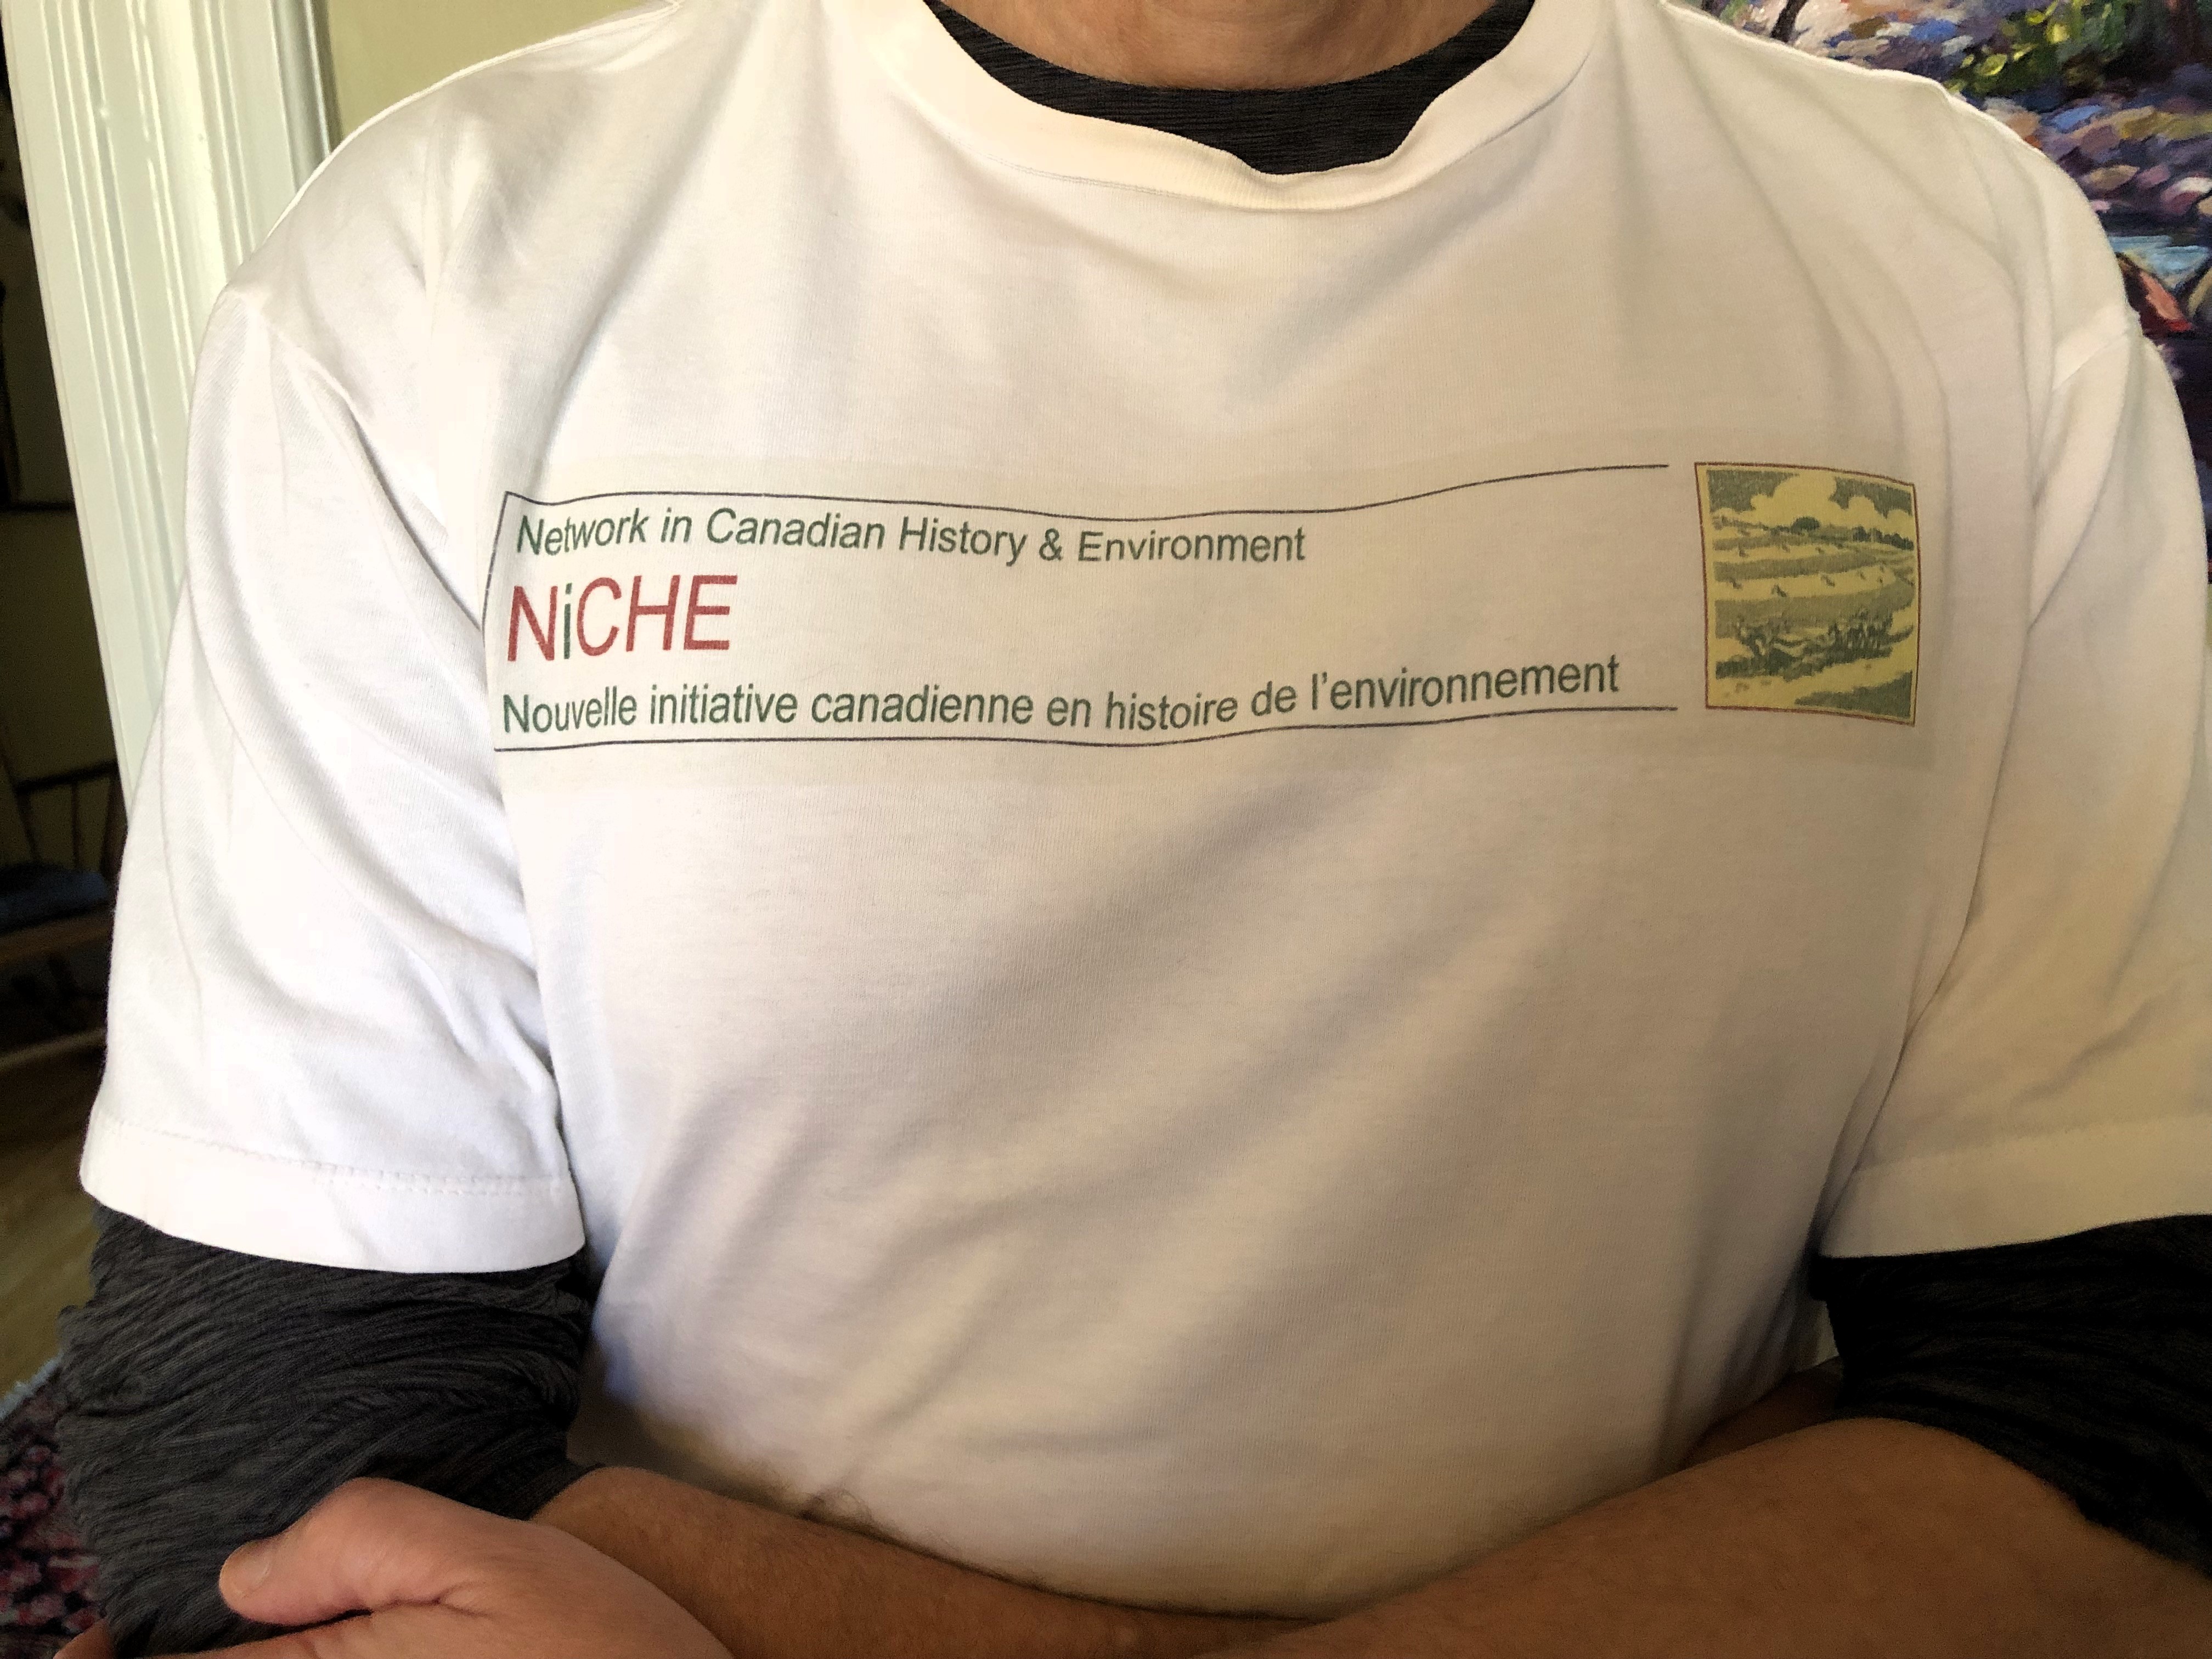 Network in Canadian History & Environment
NiCHE
Nouvelle initiative canadienne en histoire de l'environnement